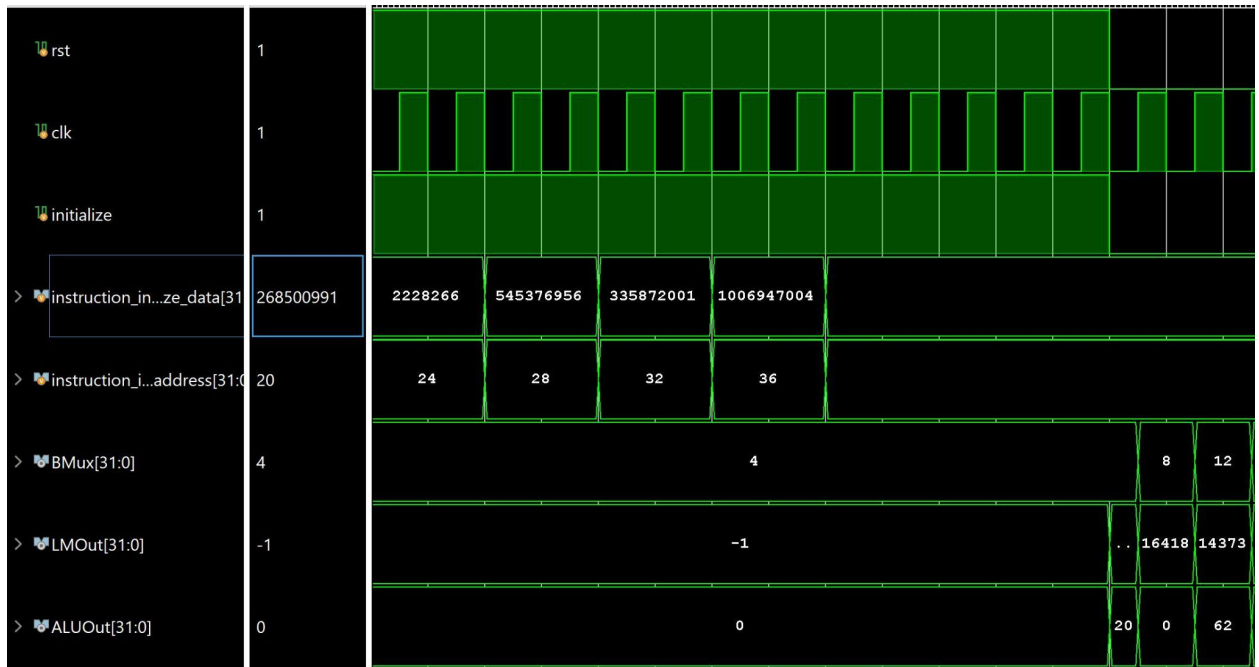 rst 1
clk 1
initialize 1
instruction_in...ze_data[31 268500991 2228266 545376956 335872001 1006947004
instruction_i...address[31:0 20 24 28 32 36
BMux[31:0] 4 4 8 12
LMOut[31:0] -1 -1 .. 16418 14373
ALUOut[31:0] 0 0 20 0 62